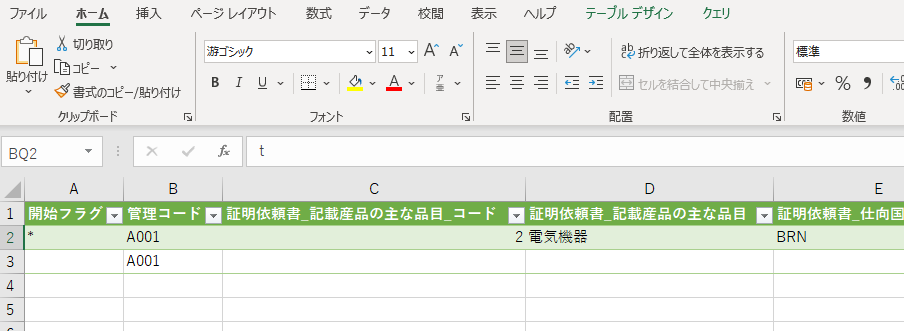 ファイル ホーム 挿入 ページ レイアウト 数式 データ 校閲 表示 ヘルプ テーブル デザイン クエリ
貼り付け
切り取り
コピー
書式のコピー/貼り付け
クリップボード
游ゴシック 11 A A
B I U A ア亜
フォント
ab 折り返して全体を表示する
セルを結合して中央揃え
配置
標準
% 9 .00
数値
BQ2 fx t
A B C D E
1 開始フラグ 管理コード 証明依頼書_記載産品の主な品目_コード 証明依頼書_記載産品の主な品目 証明依頼書_仕向国
2 * A001 2 電気機器 BRN
3 A001
4
5